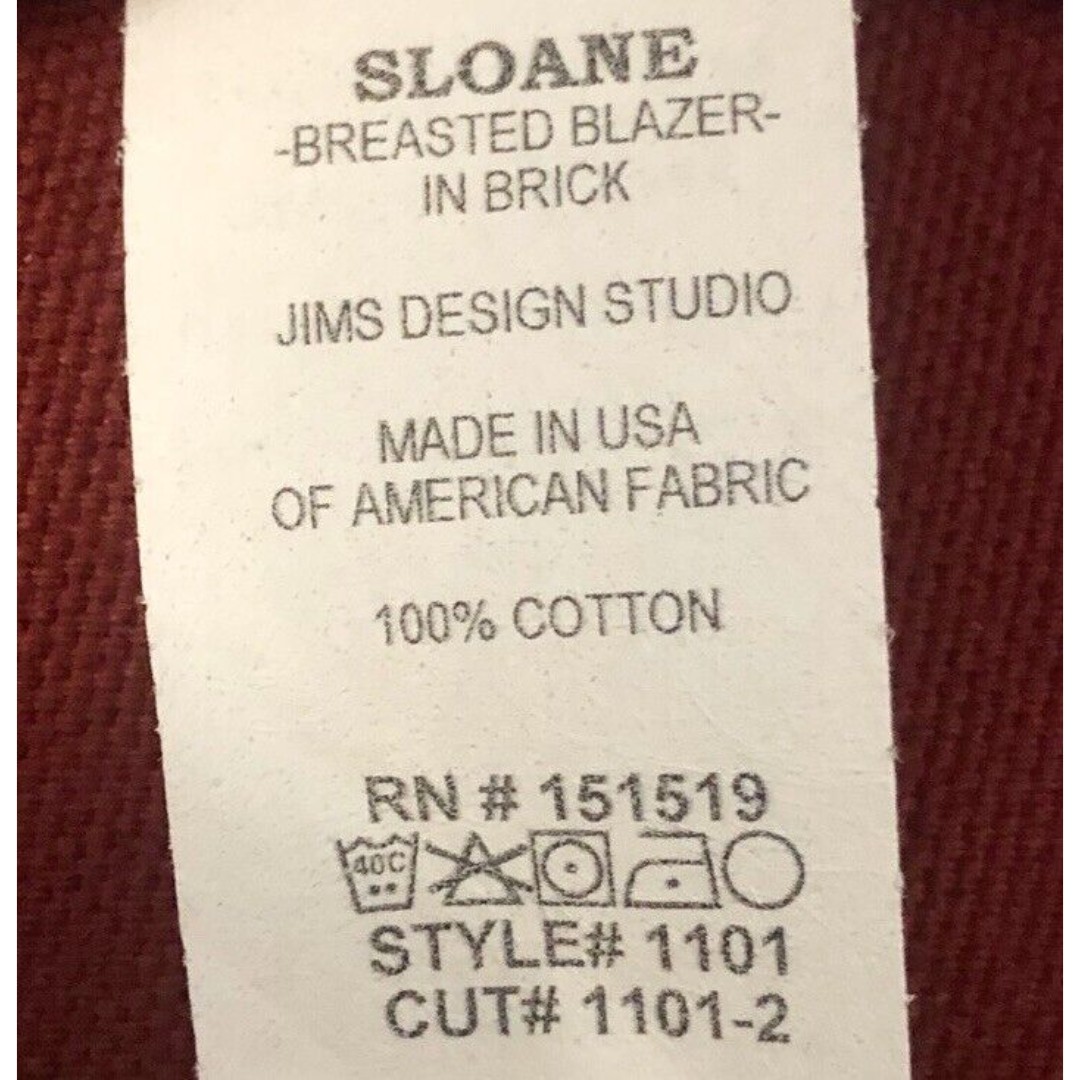 SLOANE
-BREASTED BLAZER-
IN BRICK
JIMS DESIGN STUDIO
MADE IN USA
OF AMERICAN FABRIC
100% COTTON
RN # 151519
40C
STYLE# 1101
CUT# 1101-2